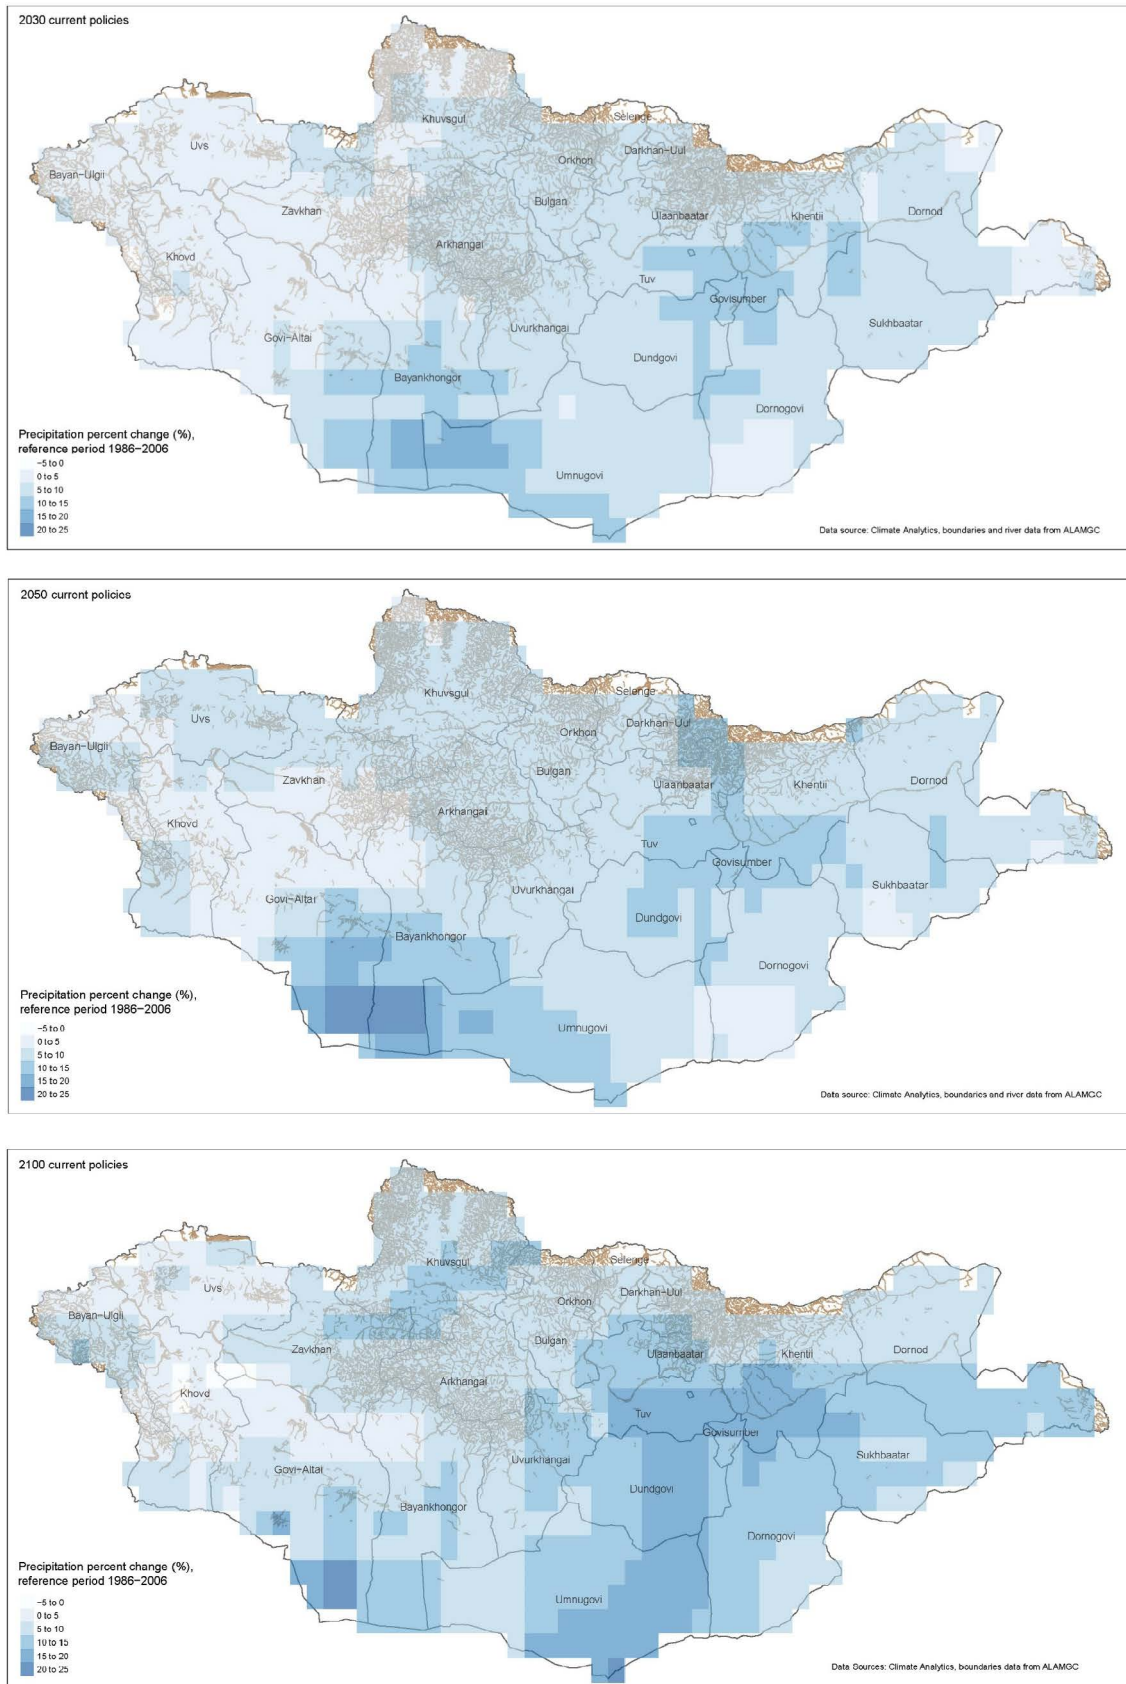 2030 current policies
Selenge
Khuvsgul
Uvs
Orkhon
Darkhan-Uul
Bayan-Ulgii
Bulgan
Zavkhan
Ulaanbaatar
Khentii
Dornod
Arkhangai
Khovd
Tuv
Govisumber
Uvurkhangai
Sukhbaatar
Govi-Altai
Dundgovi
Bayankhongor
Dornogovi
Umnugovi
Precipitation percent change (%),
reference period 1986-2006
-5 to 0
0 to 5
5 to 10
10 to 15
15 to 20
20 to 25
Data source: Climate Analytics, boundaries and river data from ALAMGC
2050 current policies
Selenge
Khuvsgul
Uvs
Darkhan-Uul
Orkhon
Bayan-Ulgii
Bulgan
Zavkhan
Ulaanbaatar
Khentii
Dornod
Arkhangai
Khovd
Tuv
Govisumber
Uvurkhangai
Sukhbaatar
Govi-Altai
Dundgovi
Bayankhongor
Dornogovi
Umnugovi
Precipitation percent change (%),
reference period 1986-2006
-5 to 0
0 to 5
5 to 10
10 to 15
15 to 20
20 to 25
Data source: Climate Analytics, boundaries and river data from ALAMGC
2100 current policies
Selenge
Khuvsgul
Uvs
Darkhan-Uul
Orkhon
Bayan-Ulgii
Bulgan
Zavkhan
Ulaanbaatar
Khentii
Dornod
Arkhangai
Khovd
Tuv
Govisumber
Uvurkhangai
Sukhbaatar
Govi-Altai
Dundgovi
Bayankhongor
Dornogovi
Umnugovi
Precipitation percent change (%),
reference period 1986-2006
-5 to 0
0 to 5
5 to 10
10 to 15
15 to 20
20 to 25
Data Sources: Climate Analytics, boundaries data from ALAMGC